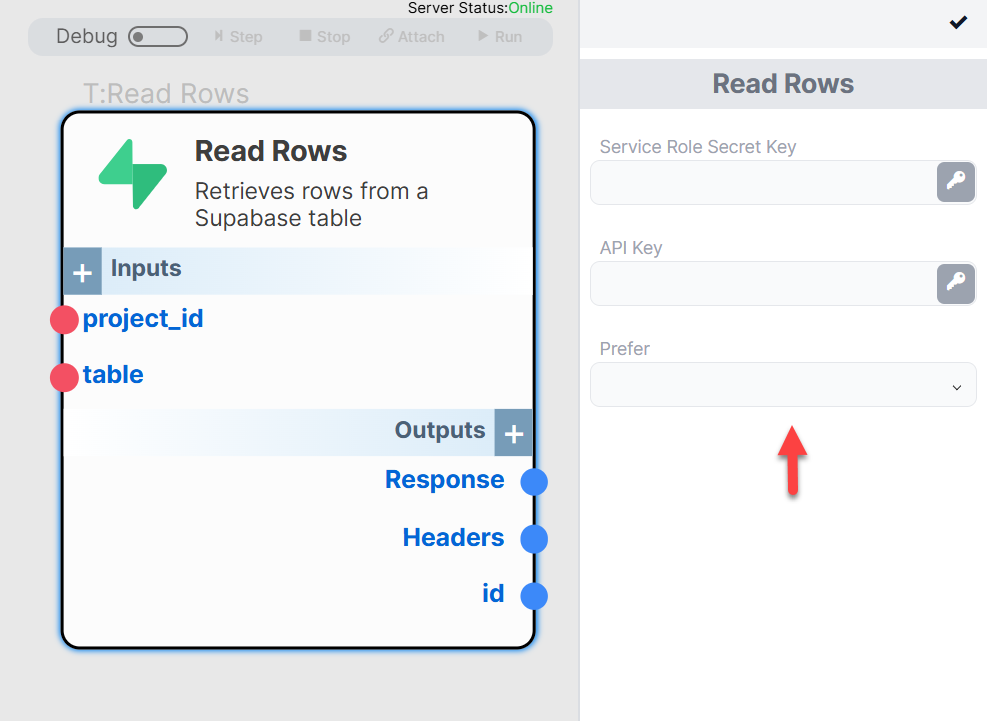 Server Status:Online
Debug
Step
Stop
Attach
Run
T:Read Rows
Read Rows
Retrieves rows from a
Supabase table
Inputs
project_id
table
Outputs
Response
Headers
id
Read Rows
Service Role Secret Key
API Key
Prefer